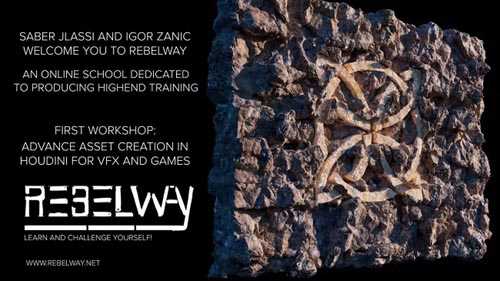 SABER JLASSI AND IGOR ZANIC
WELCOME YOU TO REBELWAY
AN ONLINE SCHOOL DEDICATED
TO PRODUCING HIGHEND TRAINING
FIRST WORKSHOP:
ADVANCE ASSET CREATION IN
HOUDINI FOR VFX AND GAMES
REBELWAY
LEARN AND CHALLENGE YOURSELF!
WWW.REBELWAY.NET